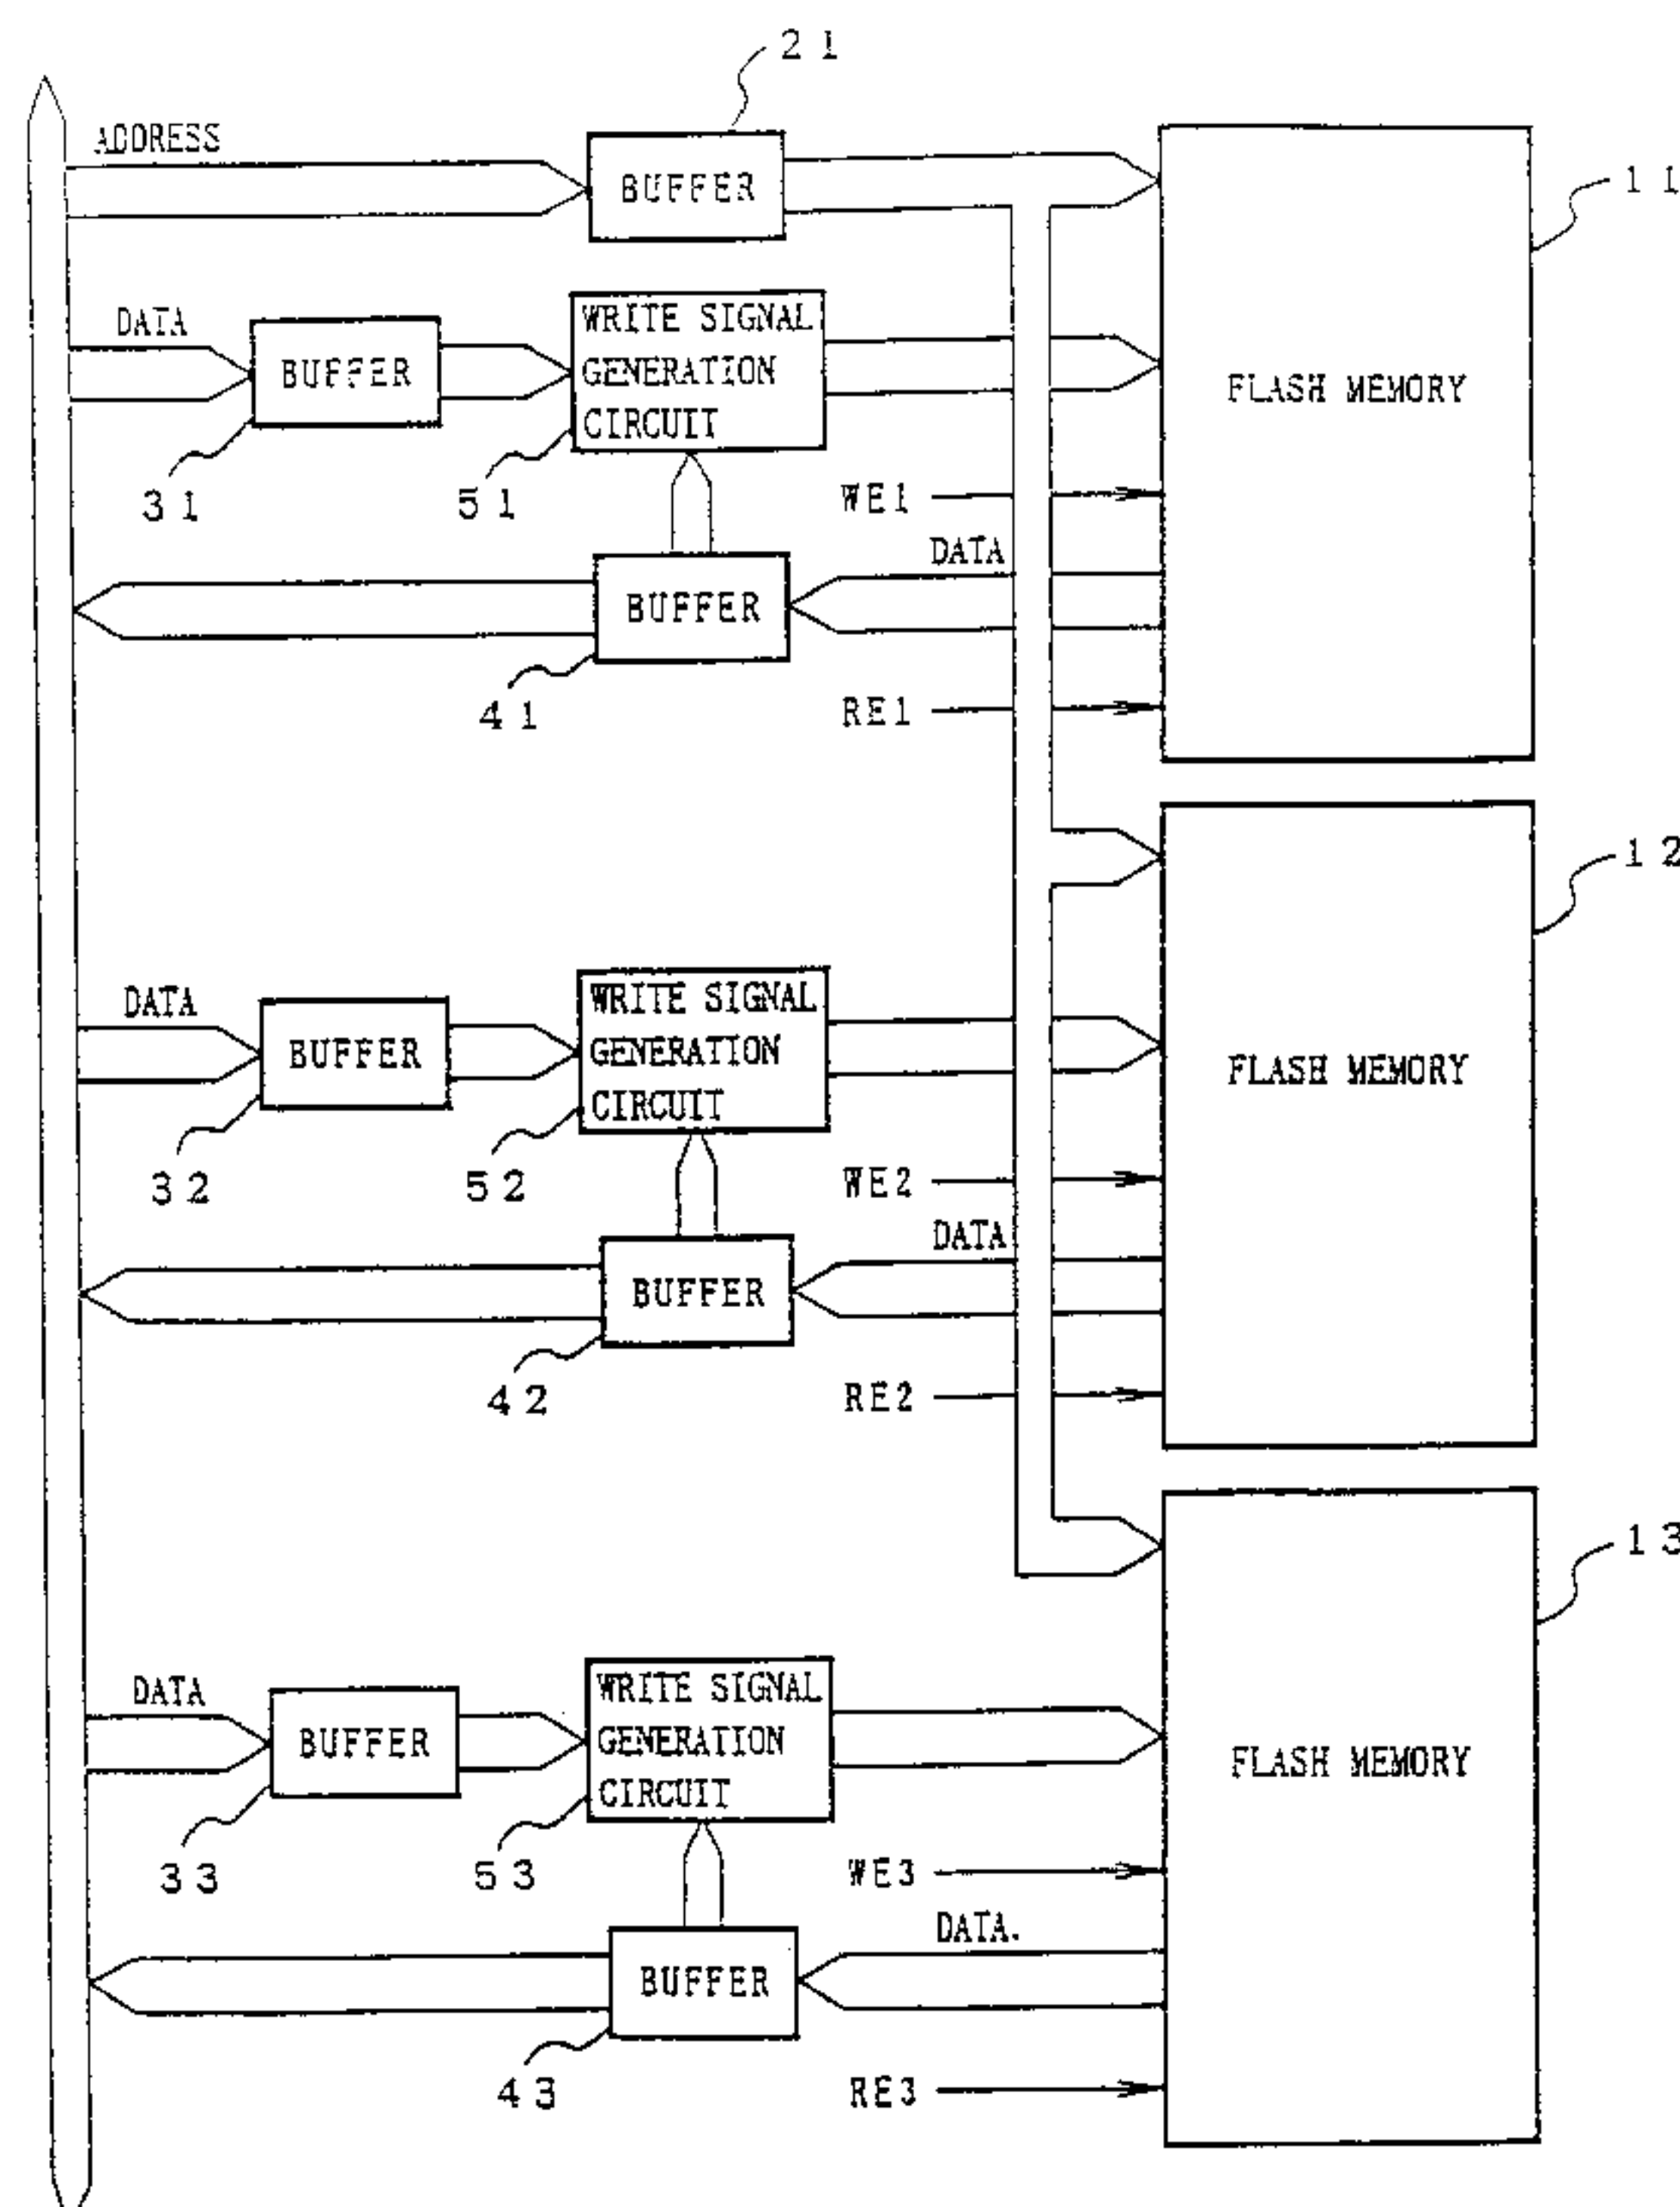 21
ADDRESS
BUFFER
11
DATA
BUFFER
WRITE SIGNAL
GENERATION
CIRCUIT
FLASH MEMORY
31
51
WE1
DATA
BUFFER
41
RE1
12
DATA
BUFFER
WRITE SIGNAL
GENERATION
CIRCUIT
FLASH MEMORY
32
52
WE2
DATA
BUFFER
42
RE2
13
DATA
BUFFER
WRITE SIGNAL
GENERATION
CIRCUIT
FLASH MEMORY
33
53
WE3
DATA.
BUFFER
43
RE3